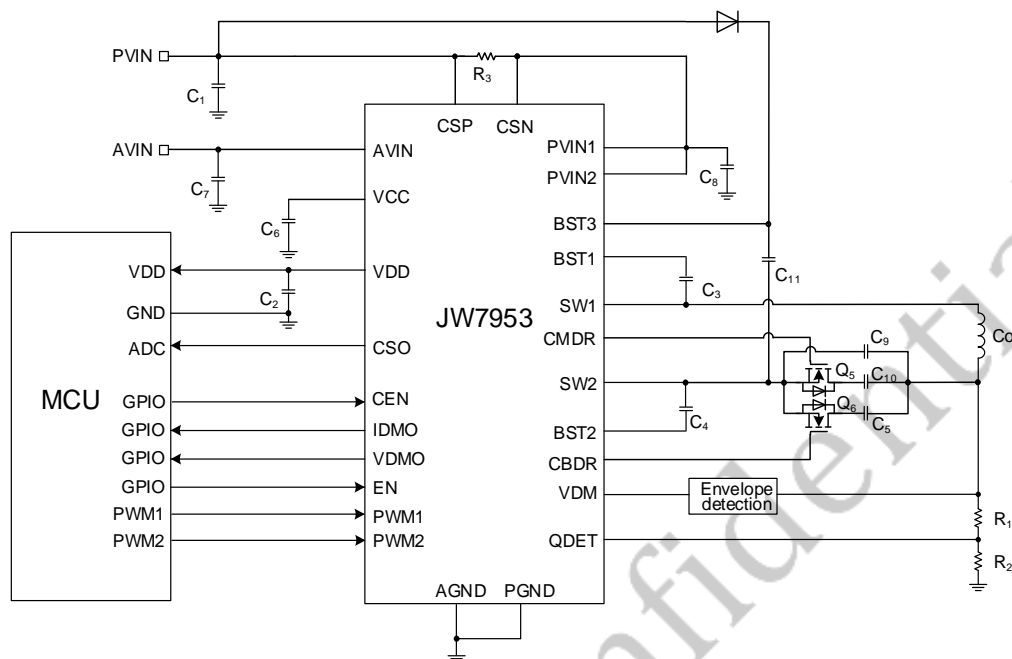 PVIN
R3
C1
CSP
CSN
AVIN
C7
AVIN
PVIN1
PVIN2
C8
VCC
C6
BST3
BST1
C11
VDD
VDD
C2
C3
GND
SW1
JW7953
ADC
CSO
CMDR
C9
Co
MCU
SW2
Q5
C10
GPIO
CEN
Q6
C4
C5
GPIO
IDMO
BST2
GPIO
VDMO
CBDR
GPIO
EN
VDM
Envelope
detection
PWM1
PWM1
R1
PWM2
PWM2
QDET
R2
AGND
PGND